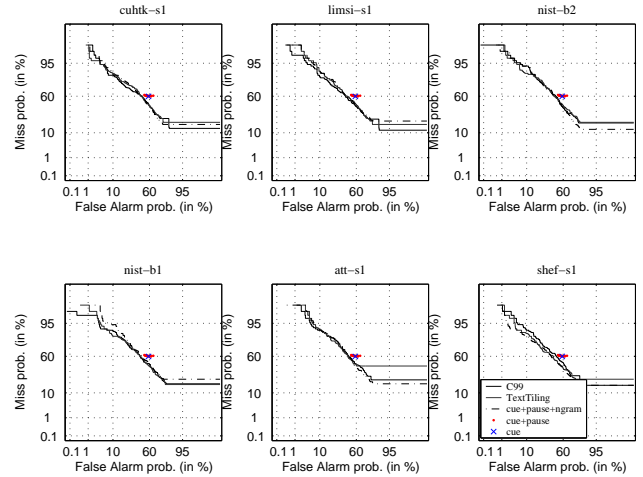 cuhtk−s1
limsi−s1
nist−b2
Miss prob. (in %)
95
60
10
1
0.1
0.1 1 10 60 95
False Alarm prob. (in %)
Miss prob. (in %)
95
60
10
1
0.1
0.1 1 10 60 95
False Alarm prob. (in %)
Miss prob. (in %)
95
60
10
1
0.1
0.1 1 10 60 95
False Alarm prob. (in %)
nist−b1
att−s1
shef−s1
Miss prob. (in %)
95
60
10
1
0.1
0.1 1 10 60 95
False Alarm prob. (in %)
Miss prob. (in %)
95
60
10
1
0.1
0.1 1 10 60 95
False Alarm prob. (in %)
Miss prob. (in %)
95
60
10
1
0.1
0.1 1 10 60 95
False Alarm prob. (in %)
C99
TextTiling
cue+pause+ngram
cue+pause
cue